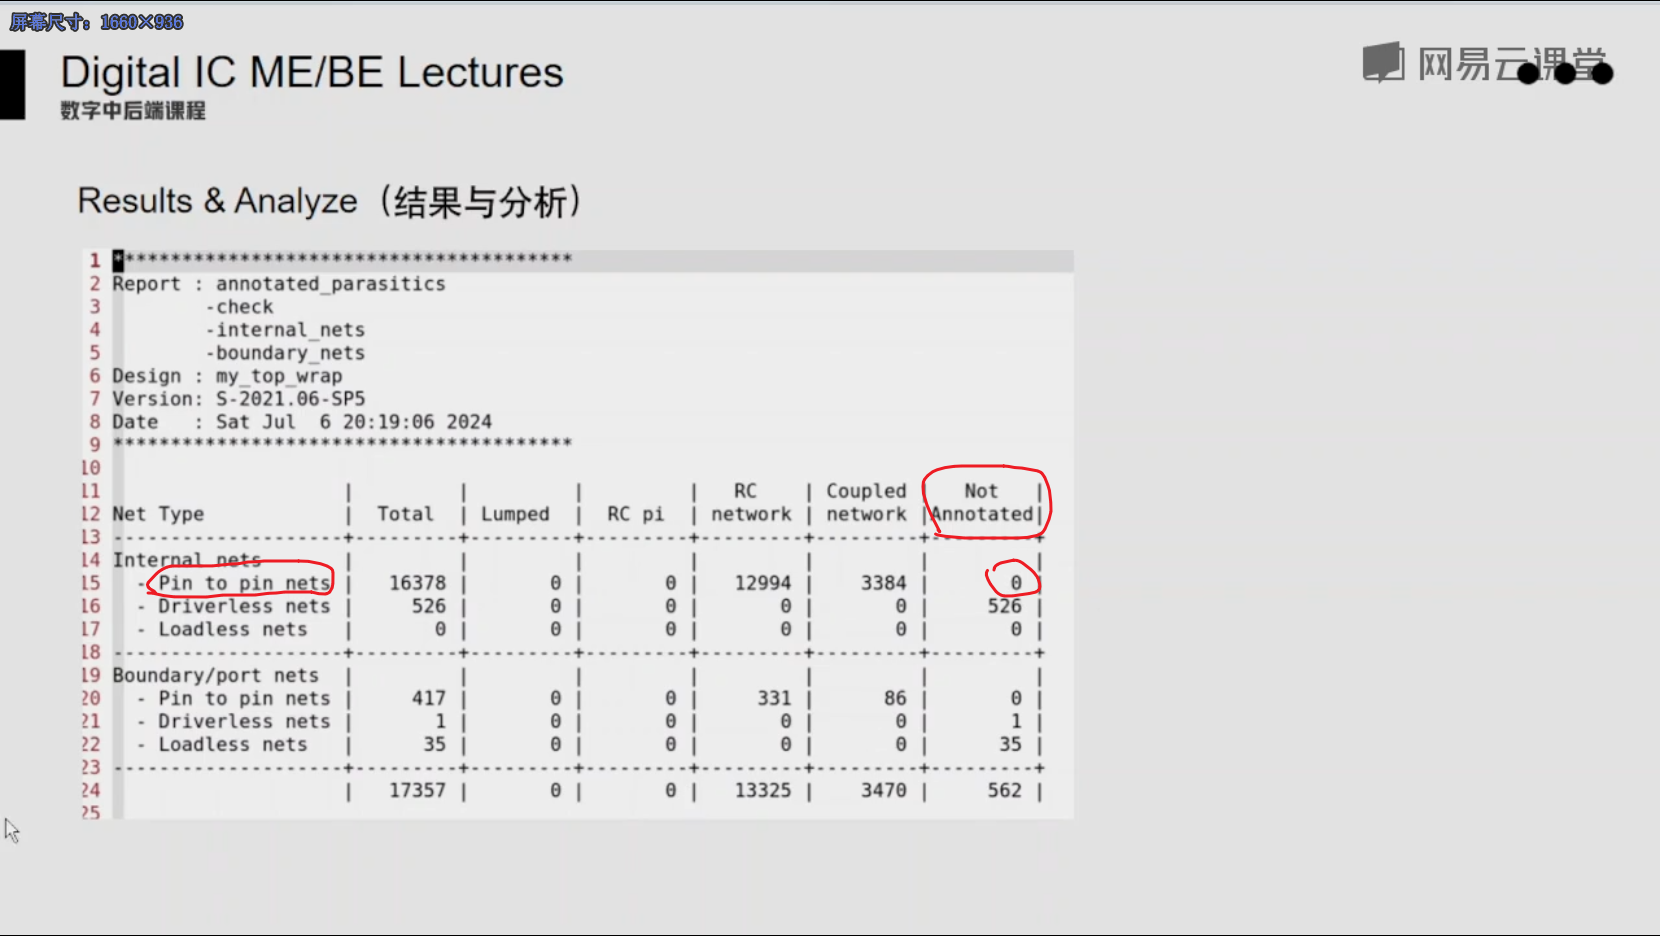 屏幕尺寸：1660×936
Digital IC ME/BE Lectures
数字中后端课程
网易云课堂
Results & Analyze（结果与分析）
1 ****************************************
2 Report : annotated_parasitics
3         -check
4         -internal_nets
5         -boundary_nets
6 Design : my_top_wrap
7 Version: S-2021.06-SP5
8 Date   : Sat Jul  6 20:19:06 2024
9 ****************************************
10
11                     |         |         |         |   RC    | Coupled |   Not   |
12 Net Type            |  Total  | Lumped  |  RC pi  | network | network |Annotated|
13 --------------------+---------+---------+---------+---------+---------+---------+
14 Internal nets       |         |         |         |         |         |         |
15   - Pin to pin nets |   16378 |       0 |       0 |   12994 |    3384 |       0 |
16   - Driverless nets |     526 |       0 |       0 |       0 |       0 |     526 |
17   - Loadless nets   |       0 |       0 |       0 |       0 |       0 |       0 |
18 --------------------+---------+---------+---------+---------+---------+---------+
19 Boundary/port nets  |         |         |         |         |         |         |
20   - Pin to pin nets |     417 |       0 |       0 |     331 |      86 |       0 |
21   - Driverless nets |       1 |       0 |       0 |       0 |       0 |       1 |
22   - Loadless nets   |      35 |       0 |       0 |       0 |       0 |      35 |
23 --------------------+---------+---------+---------+---------+---------+---------+
24                     |   17357 |       0 |       0 |   13325 |    3470 |     562 |
25